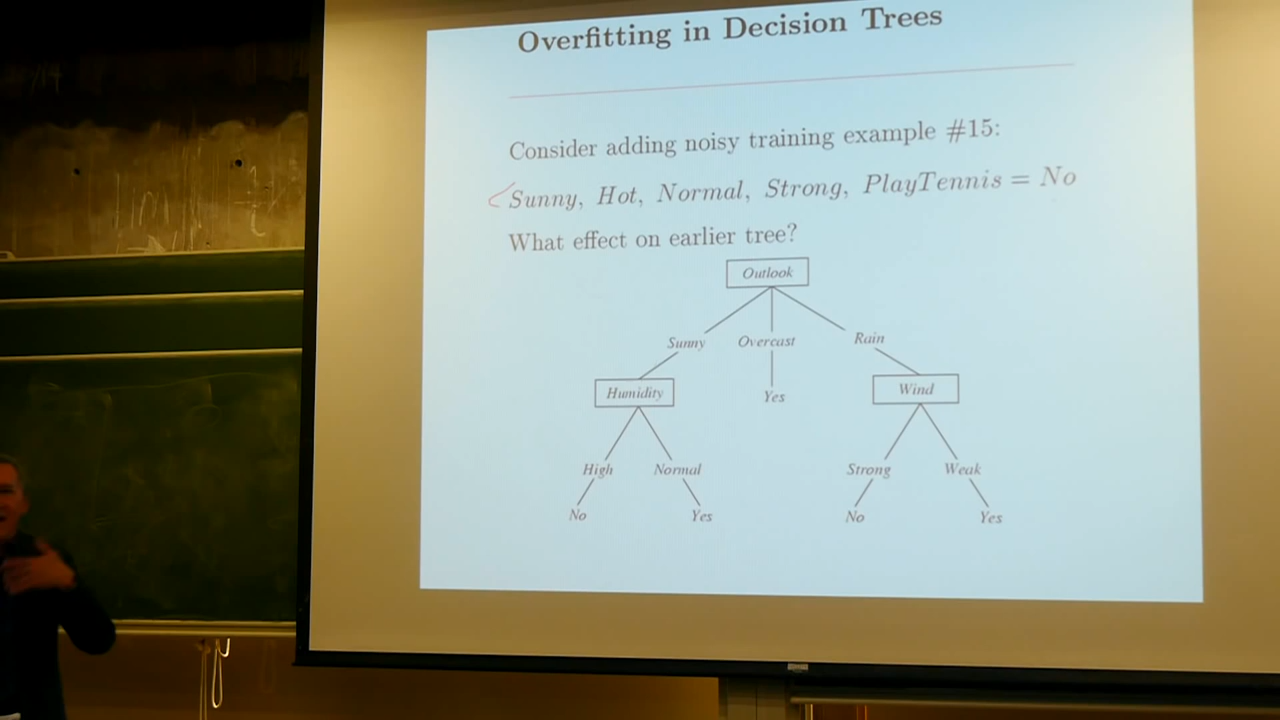 Overfitting in Decision Trees
Consider adding noisy training example #15:
Sunny, Hot, Normal, Strong, PlayTennis = No
What effect on earlier tree?
Outlook
Sunny Overcast Rain
Humidity Yes Wind
High Normal Strong Weak
No Yes No Yes